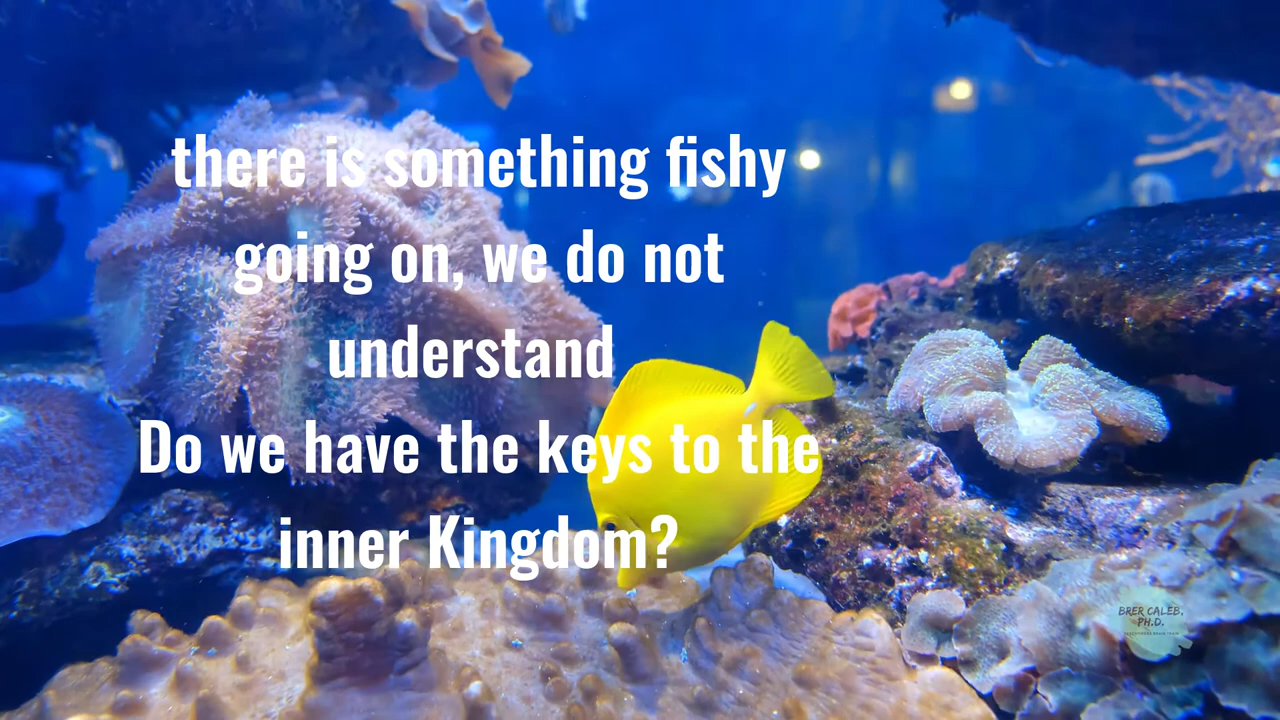 there is something fishy
going on, we do not
understand
Do we have the keys to the
inner Kingdom?
BRER CALEB,
PH.D.